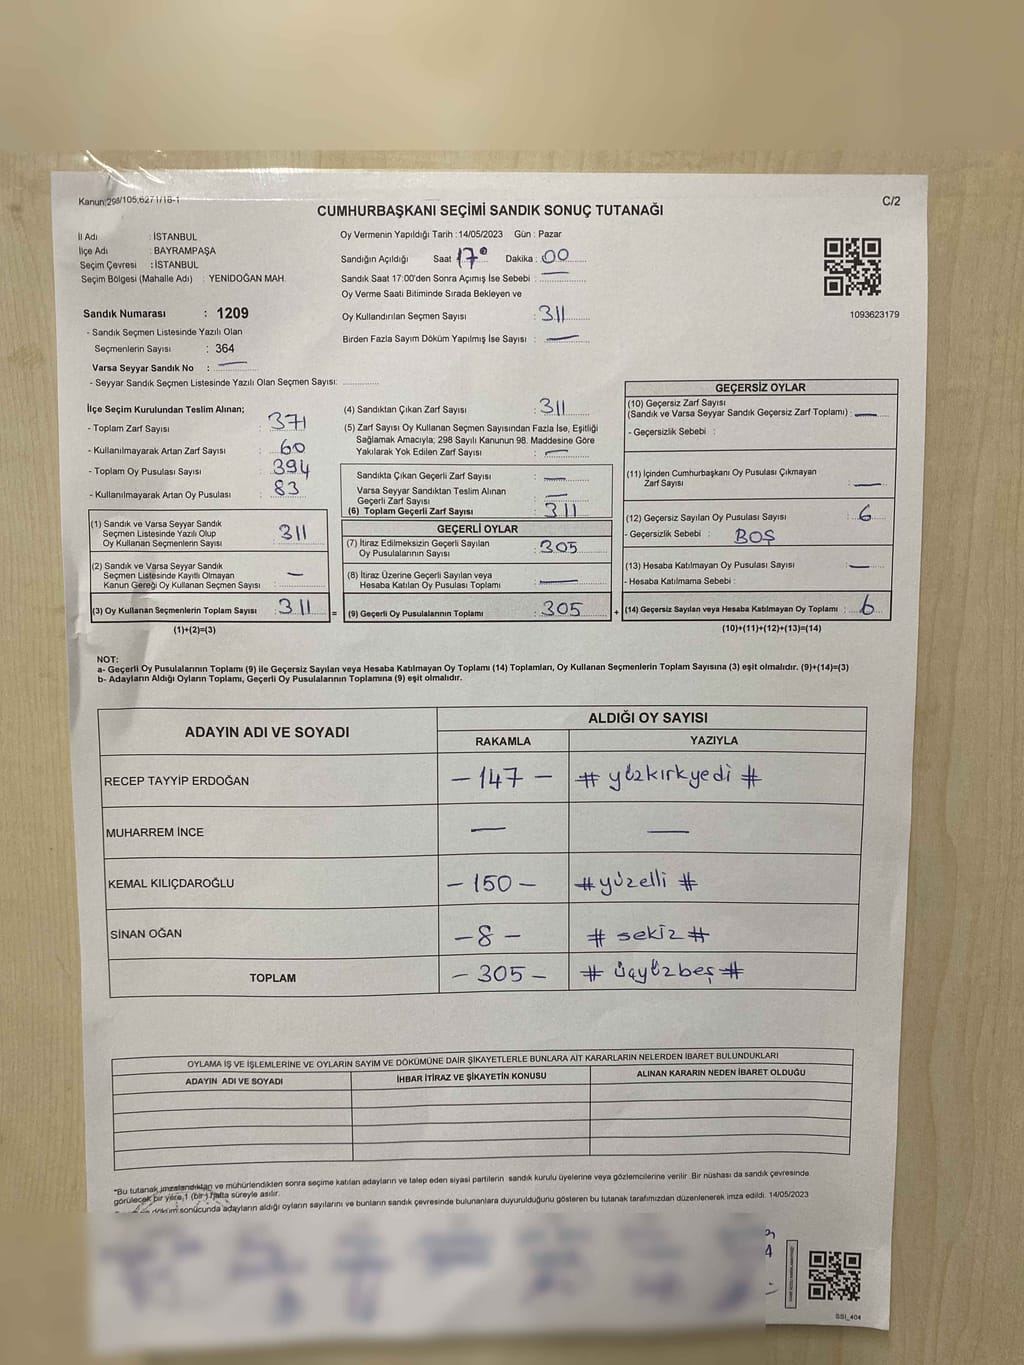 Kanun:298/105,6271/18-1
C/2
CUMHURBAŞKANI SEÇİMİ SANDIK SONUÇ TUTANAĞI
İl Adı : İSTANBUL
İlçe Adı : BAYRAMPAŞA
Seçim Çevresi : İSTANBUL
Seçim Bölgesi (Mahalle Adı) : YENİDOĞAN MAH.
Oy Vermenin Yapıldığı Tarih :14/05/2023 Gün : Pazar
Sandığın Açıldığı Saat 17° Dakika : 00
Sandık Saat 17:00'den Sonra Açımış İse Sebebi : —
Oy Verme Saati Bitiminde Sırada Bekleyen ve
Oy Kullandırılan Seçmen Sayısı : 311
Birden Fazla Sayım Döküm Yapılmış İse Sayısı : —
1093623179
Sandık Numarası : 1209
- Sandık Seçmen Listesinde Yazılı Olan
Seçmenlerin Sayısı : 364
Varsa Seyyar Sandık No : —
- Seyyar Sandık Seçmen Listesinde Yazılı Olan Seçmen Sayısı:
İlçe Seçim Kurulundan Teslim Alınan;
- Toplam Zarf Sayısı : 371
- Kullanılmayarak Artan Zarf Sayısı : 60
- Toplam Oy Pusulası Sayısı : 394
- Kullanılmayarak Artan Oy Pusulası : 83
(1) Sandık ve Varsa Seyyar Sandık
Seçmen Listesinde Yazılı Olup
Oy Kullanan Seçmenlerin Sayısı : 311
(2) Sandık ve Varsa Seyyar Sandık
Seçmen Listesinde Kayıtlı Olmayan
Kanun Gereği Oy Kullanan Seçmen Sayısı : —
(3) Oy Kullanan Seçmenlerin Toplam Sayısı : 311 =
(1)+(2)=(3)
(4) Sandıktan Çıkan Zarf Sayısı : 311
(5) Zarf Sayısı Oy Kullanan Seçmen Sayısından Fazla İse, Eşitliği
Sağlamak Amacıyla; 298 Sayılı Kanunun 98. Maddesine Göre
Yakılarak Yok Edilen Zarf Sayısı : —
Sandıkta Çıkan Geçerli Zarf Sayısı : —
Varsa Seyyar Sandıktan Teslim Alınan
Geçerli Zarf Sayısı : —
(6) Toplam Geçerli Zarf Sayısı : 311
GEÇERLİ OYLAR
(7) İtiraz Edilmeksizin Geçerli Sayılan
Oy Pusulalarının Sayısı : 305
(8) İtiraz Üzerine Geçerli Sayılan veya
Hesaba Katılan Oy Pusulası Toplamı : —
(9) Geçerli Oy Pusulalarının Toplamı : 305 +
GEÇERSİZ OYLAR
(10) Geçersiz Zarf Sayısı
(Sandık ve Varsa Seyyar Sandık Geçersiz Zarf Toplamı) : —
- Geçersizlik Sebebi :
(11) İçinden Cumhurbaşkanı Oy Pusulası Çıkmayan
Zarf Sayısı : —
(12) Geçersiz Sayılan Oy Pusulası Sayısı : 6
- Geçersizlik Sebebi : BOŞ
(13) Hesaba Katılmayan Oy Pusulası Sayısı : —
- Hesaba Katılmama Sebebi :
(14) Geçersiz Sayılan veya Hesaba Katılmayan Oy Toplamı : 6
(10)+(11)+(12)+(13)=(14)
NOT:
a- Geçerli Oy Pusulalarının Toplamı (9) ile Geçersiz Sayılan veya Hesaba Katılmayan Oy Toplamı (14) Toplamları, Oy Kullanan Seçmenlerin Toplam Sayısına (3) eşit olmalıdır. (9)+(14)=(3)
b- Adayların Aldığı Oyların Toplamı, Geçerli Oy Pusulalarının Toplamına (9) eşit olmalıdır.
ADAYIN ADI VE SOYADI
ALDIĞI OY SAYISI
RAKAMLA YAZIYLA
RECEP TAYYİP ERDOĞAN — 147 — # yüzkırkyedi #
MUHARREM İNCE — —
KEMAL KILIÇDAROĞLU — 150 — # yüzelli #
SİNAN OĞAN — 8 — # sekiz #
TOPLAM — 305 — # üçyüzbeş #
OYLAMA İŞ VE İŞLEMLERİNE VE OYLARIN SAYIM VE DÖKÜMÜNE DAİR ŞİKAYETLERLE BUNLARA AİT KARARLARIN NELERDEN İBARET BULUNDUKLARI
ADAYIN ADI VE SOYADI İHBAR İTİRAZ VE ŞİKAYETİN KONUSU ALINAN KARARIN NEDEN İBARET OLDUĞU
*Bu tutanak imzalandıktan ve mühürlendikten sonra seçime katılan adayların ve talep eden siyasi partilerin sandık kurulu üyelerine veya gözlemcilerine verilir. Bir nüshası da sandık çevresinde
görülecek bir yere 1 (bir) hafta süreyle asılır.
döküm sonucunda adayların aldığı oyların sayılarını ve bunların sandık çevresinde bulunanlara duyurulduğunu gösteren bu tutanak tarafımızdan düzenlenerek imza edildi. 14/05/2023
SSI_404